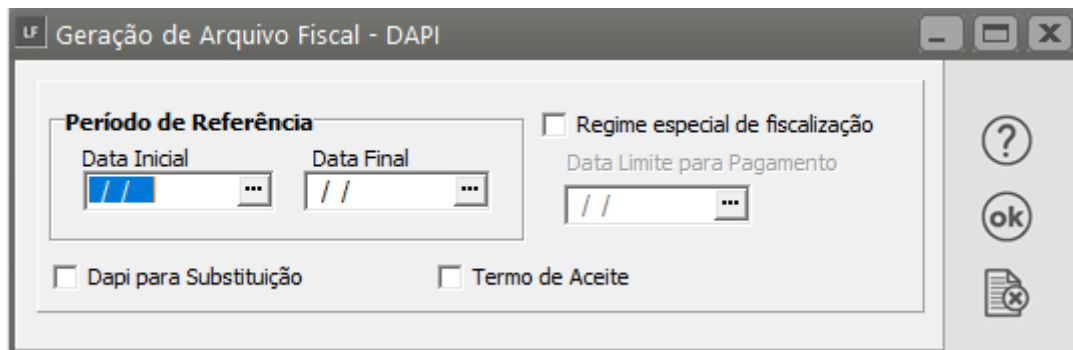 LF Geração de Arquivo Fiscal - DAPI
Período de Referência
Data Inicial Data Final
/ / ... / / ...
Regime especial de fiscalização
Data Limite para Pagamento
/ / ...
Dapi para Substituição Termo de Aceite
?
ok